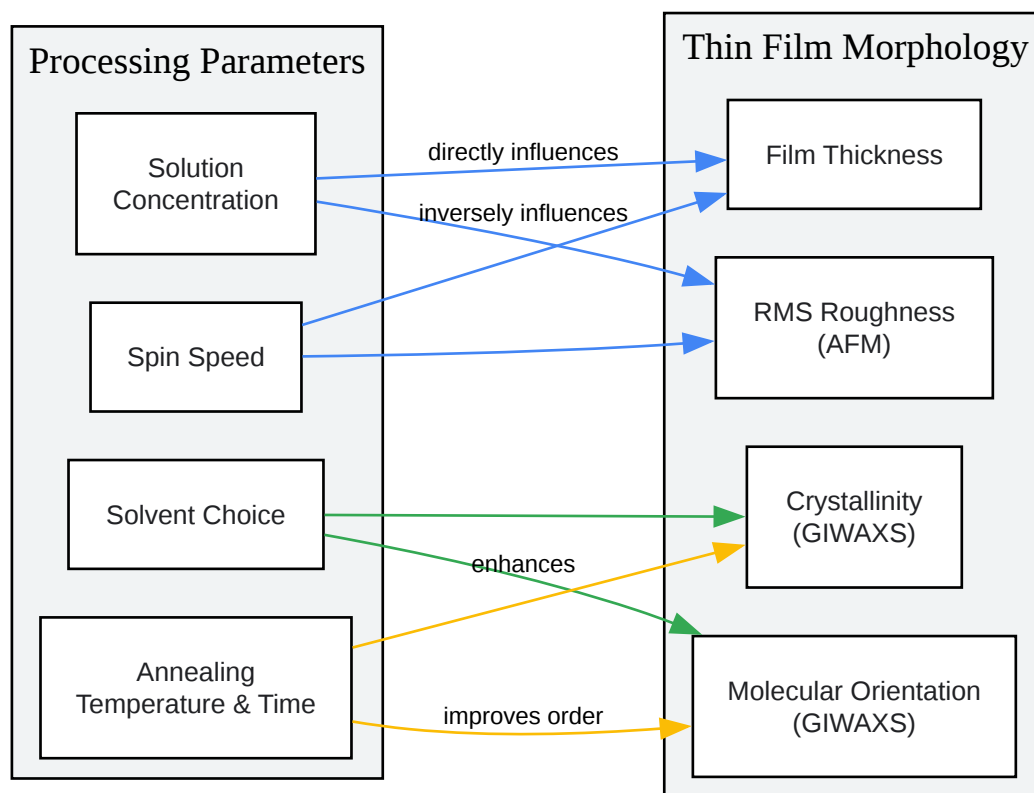 Processing Parameters
Solution
Concentration
Spin Speed
Solvent Choice
Annealing
Temperature & Time
directly influences
inversely influences
enhances
improves order
Thin Film Morphology
Film Thickness
RMS Roughness
(AFM)
Crystallinity
(GIWAXS)
Molecular Orientation
(GIWAXS)